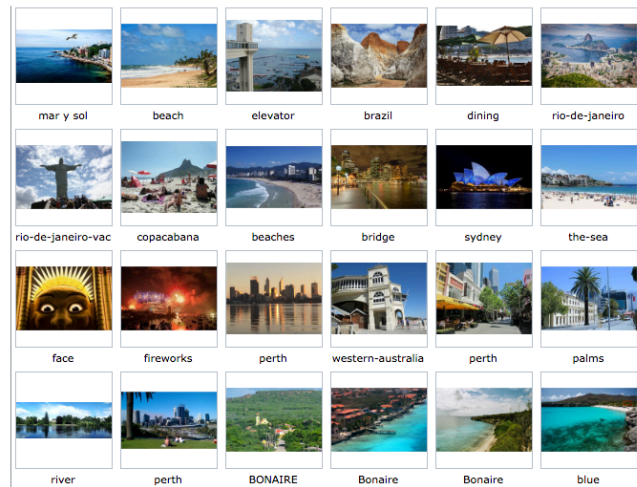 mar y sol
beach
elevator
brazil
dining
rio-de-janeiro
rio-de-janeiro-vac
copacabana
beaches
bridge
sydney
the-sea
face
fireworks
perth
western-australia
perth
palms
river
perth
BONAIRE
Bonaire
Bonaire
blue